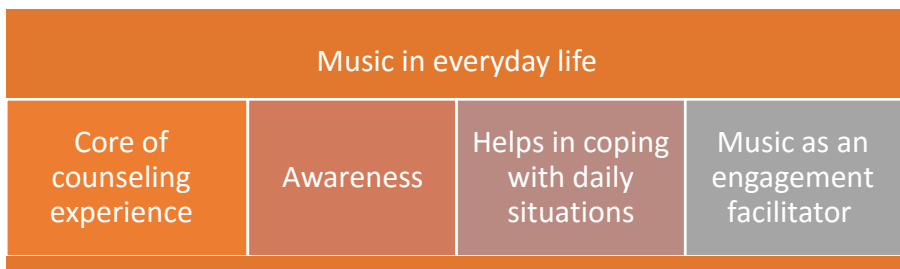 Music in everyday life
Core of
counseling
experience
Awareness
Helps in coping
with daily
situations
Music as an
engagement
facilitator